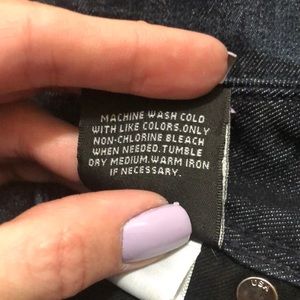 MACHINE WASH COLD
WITH LIKE COLORS.ONLY
NON-CHLORINE BLEACH
WHEN NEEDED.TUMBLE
DRY MEDIUM.WARM IRON
IF NECESSARY.
USA